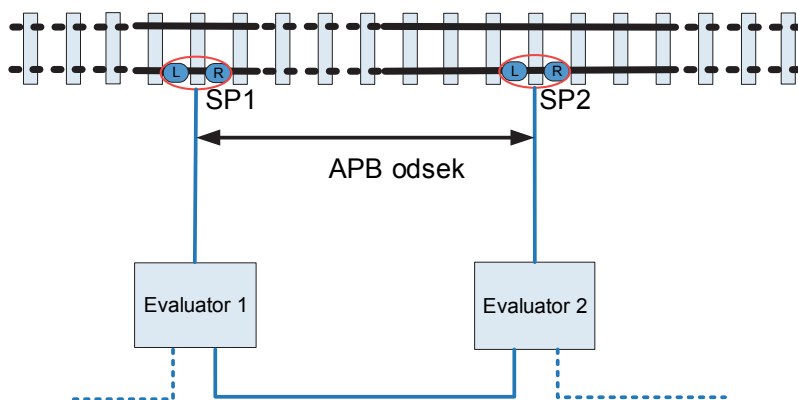 L R L R
SP1 SP2
APB odsek
Evaluator 1 Evaluator 2